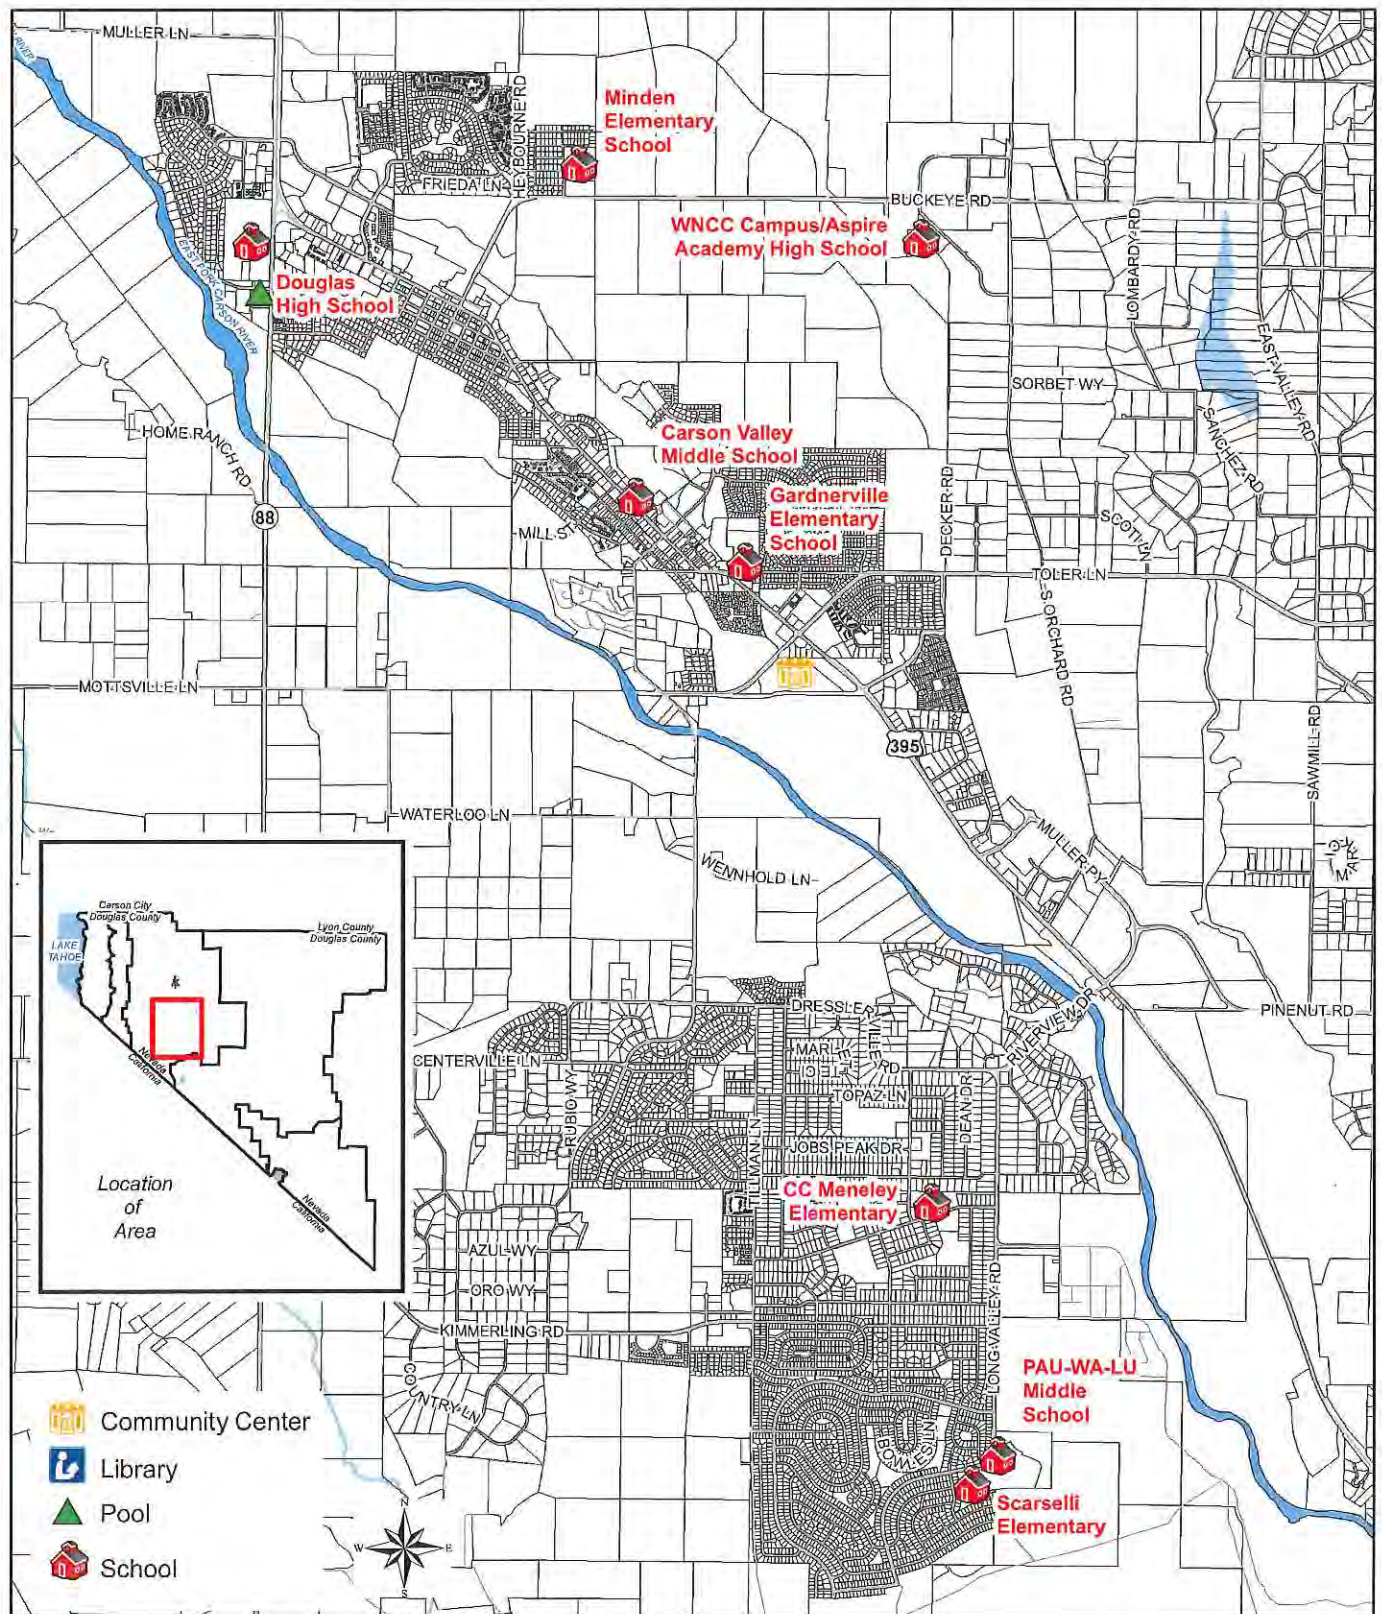 RIVER
MULLER LN
HEYBOURNE RD
Minden
Elementary
School
FRIEDA LN
BUCKEYE RD
WNCC Campus/Aspire
Academy High School
LOMBARDY RD
EAST FORK CARSON RIVER
Douglas
High School
EAST VALLEY RD
SORBET WY
HOME RANCH RD
Carson Valley
Middle School
SANCHEZ RD
Gardnerville
Elementary
School
DECKER RD
88
MILL S
SCOTT LN
TOLER LN
S ORCHARD RD
MOTTSVILLE LN
395
SAWMILL RD
WATERLOO LN
MULLER PY
WENNHOLD LN
Carson City
Douglas County
Lyon County
Douglas County
LAKE
TAHOE
Nevada
California
Nevada
California
Location
of
Area
DRESSLER
RIVERVIEW DR
PINENUT RD
CENTERVILLE LN
MARL
RD
RUBIO WY
TOPAZ LN
DEAN DR
TILLMAN LN
JOBS PEAK DR
CC Meneley
Elementary
AZUL WY
ORO WY
LONG VALLEY RD
KIMMERLING RD
COUNTRY LN
PAU-WA-LU
Middle
School
BOWLES LN
Scarselli
Elementary
Community Center
Library
Pool
School
N
W
E
S